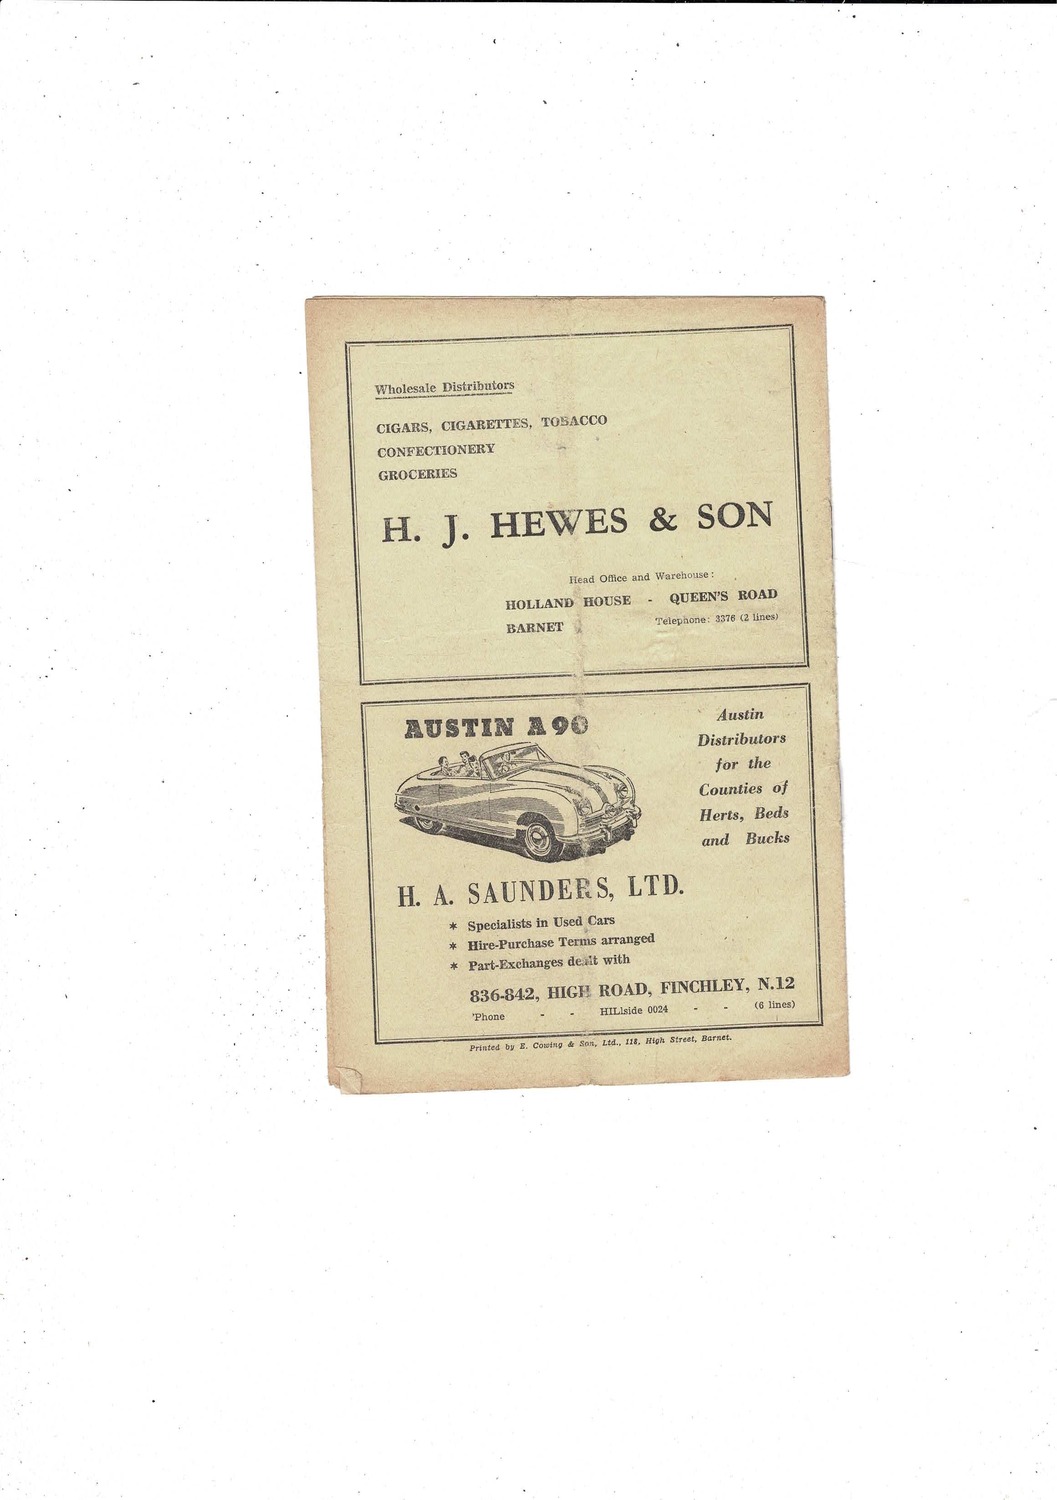 Wholesale Distributors
CIGARS, CIGARETTES, TOBACCO
CONFECTIONERY
GROCERIES
H. J. HEWES & SON
Head Office and Warehouse:
HOLLAND HOUSE - QUEEN'S ROAD
BARNET Telephone: 3376 (2 lines)
AUSTIN A90
Austin
Distributors
for the
Counties of
Herts, Beds
and Bucks
H. A. SAUNDERS, LTD.
* Specialists in Used Cars
* Hire-Purchase Terms arranged
* Part-Exchanges dealt with
836-842, HIGH ROAD, FINCHLEY, N.12
'Phone - - HILlside 0024 - - (6 lines)
Printed by E. Cowing & Son, Ltd., 118, High Street, Barnet.